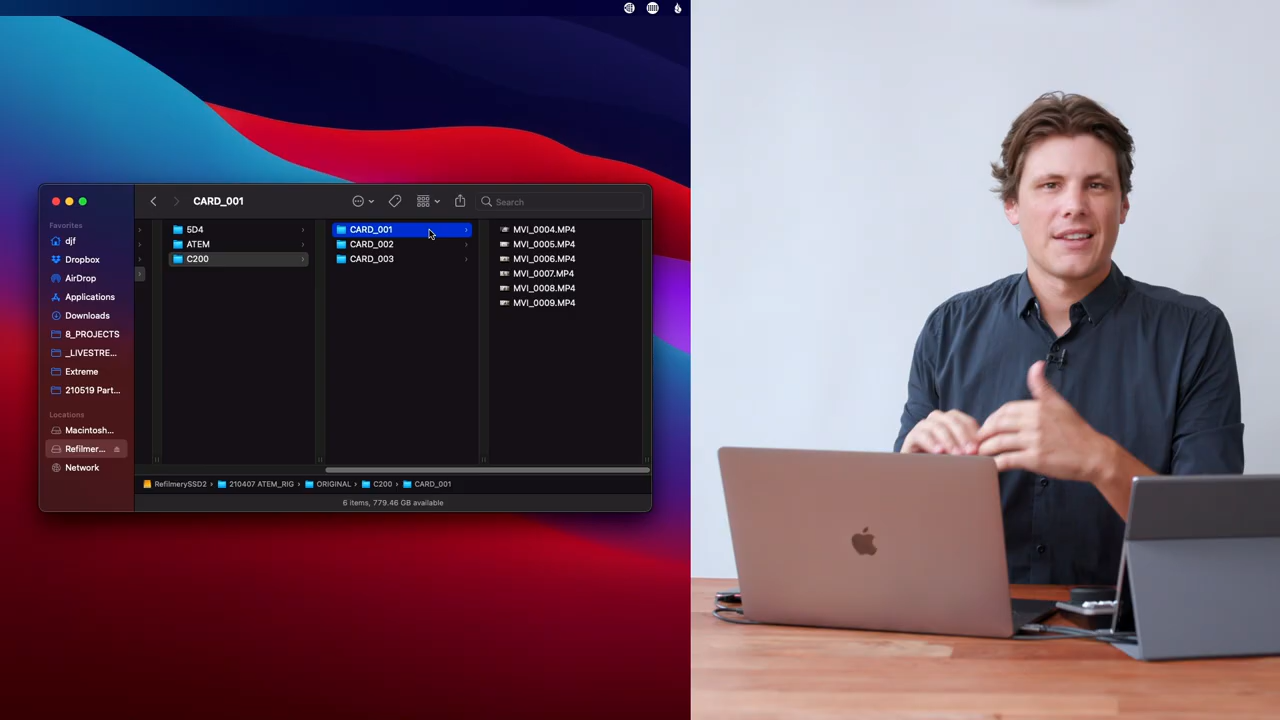 CARD_001
Search
Favorites
djf
Dropbox
AirDrop
Applications
Downloads
8_PROJECTS
_LIVESTRE...
Extreme
210519 Part...
Locations
Macintosh...
Refilmer...
Network
5D4
ATEM
C200
CARD_001
CARD_002
CARD_003
MVI_0004.MP4
MVI_0005.MP4
MVI_0006.MP4
MVI_0007.MP4
MVI_0008.MP4
MVI_0009.MP4
RefilmerySSD2 › 210407 ATEM_RIG › ORIGINAL › C200 › CARD_001
6 items, 779.46 GB available